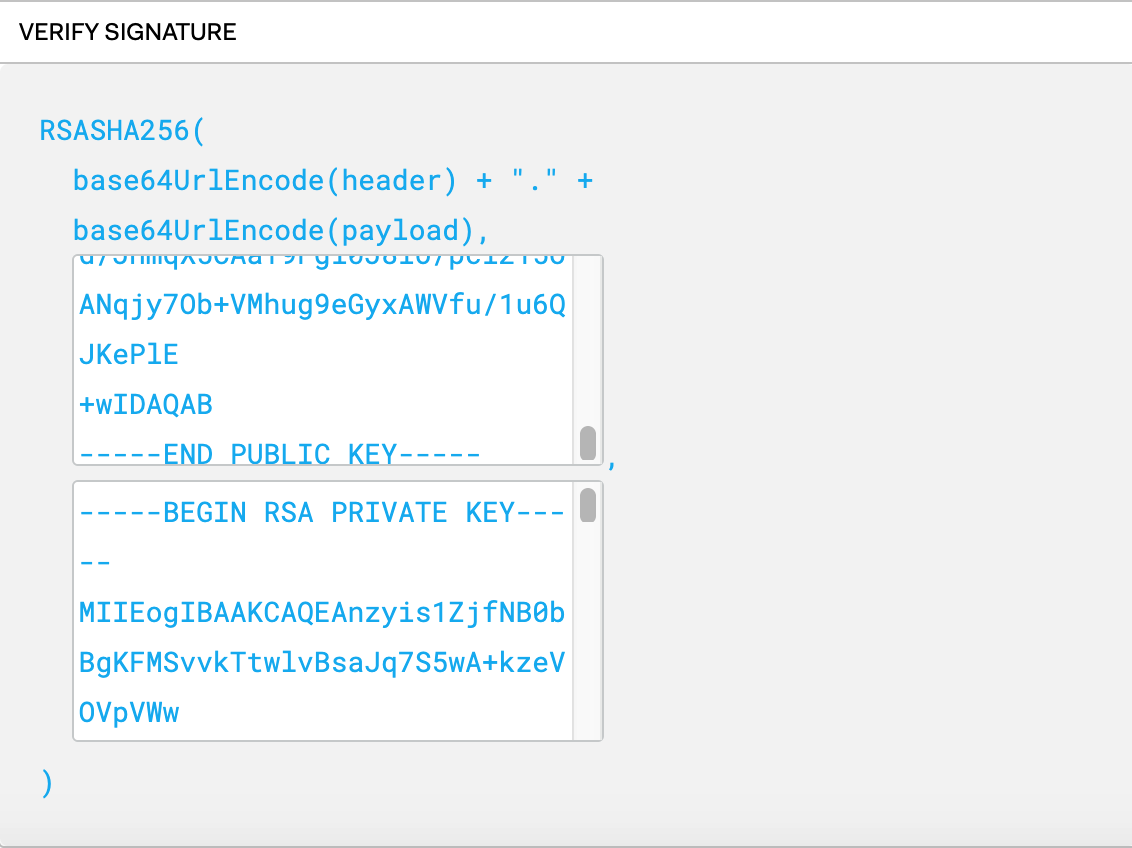 VERIFY SIGNATURE
RSASHA256(
base64UrlEncode(header) + "." +
base64UrlEncode(payload),
ANqjy7Ob+VMhug9eGyxAWVfu/1u6Q
JKePlE
+wIDAQAB
-----END PUBLIC KEY-----
,
-----BEGIN RSA PRIVATE KEY---
--
MIIEogIBAAKCAQEAnzyis1ZjfNB0b
BgKFMSvvkTtwlvBsaJq7S5wA+kzeV
OVpVWw
)